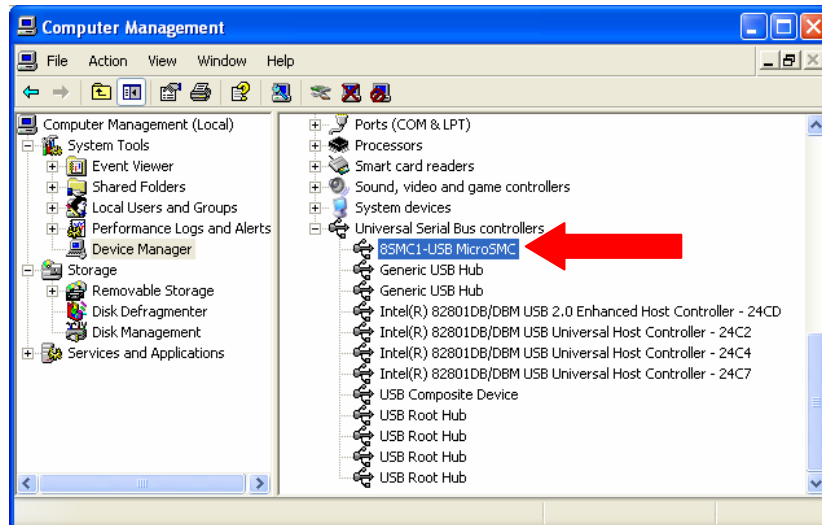 Computer Management
File Action View Window Help
Computer Management (Local)
System Tools
Event Viewer
Shared Folders
Local Users and Groups
Performance Logs and Alerts
Device Manager
Storage
Removable Storage
Disk Defragmenter
Disk Management
Services and Applications
Ports (COM & LPT)
Processors
Smart card readers
Sound, video and game controllers
System devices
Universal Serial Bus controllers
8SMC1-USB MicroSMC
Generic USB Hub
Generic USB Hub
Intel(R) 82801DB/DBM USB 2.0 Enhanced Host Controller - 24CD
Intel(R) 82801DB/DBM USB Universal Host Controller - 24C2
Intel(R) 82801DB/DBM USB Universal Host Controller - 24C4
Intel(R) 82801DB/DBM USB Universal Host Controller - 24C7
USB Composite Device
USB Root Hub
USB Root Hub
USB Root Hub
USB Root Hub